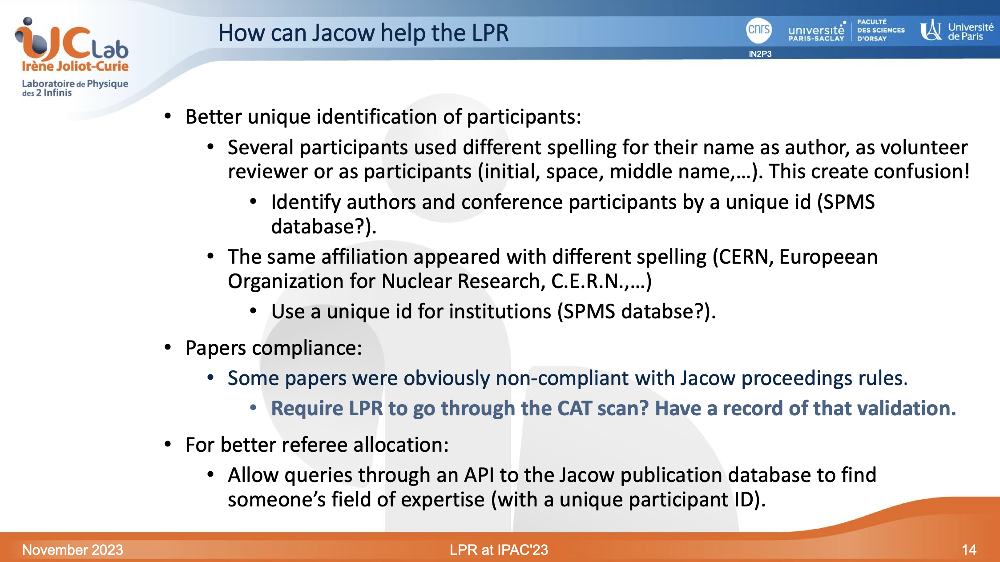 How can Jacow help the LPR
iJC Lab
Irène Joliot-Curie
Laboratoire de Physique
des 2 Infinis
cnrs
IN2P3
université
PARIS-SACLAY
FACULTÉ
DES SCIENCES
D'ORSAY
Université
de Paris
• Better unique identification of participants:
• Several participants used different spelling for their name as author, as volunteer
reviewer or as participants (initial, space, middle name,...). This create confusion!
• Identify authors and conference participants by a unique id (SPMS
database?).
• The same affiliation appeared with different spelling (CERN, Europeean
Organization for Nuclear Research, C.E.R.N.,...)
• Use a unique id for institutions (SPMS databse?).
• Papers compliance:
• Some papers were obviously non-compliant with Jacow proceedings rules.
• Require LPR to go through the CAT scan? Have a record of that validation.
• For better referee allocation:
• Allow queries through an API to the Jacow publication database to find
someone’s field of expertise (with a unique participant ID).
November 2023
LPR at IPAC'23
14